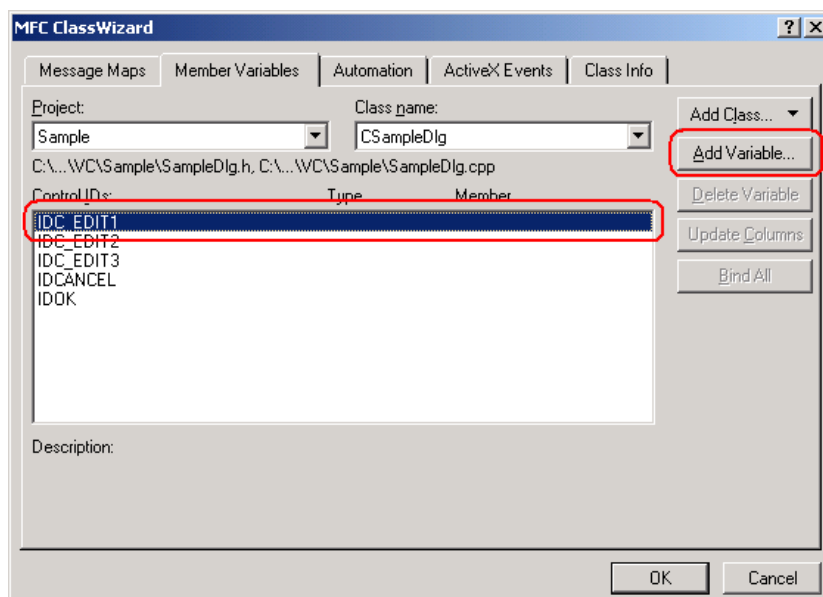 MFC ClassWizard
Message Maps Member Variables Automation ActiveX Events Class Info
Project: Class name:
Add Class...
Sample CSampleDlg
Add Variable...
C:\...\VC\Sample\SampleDlg.h, C:\...\VC\Sample\SampleDlg.cpp
Control IDs: Type Member
Delete Variable
IDC_EDIT1
IDC_EDIT2
Update Columns
IDC_EDIT3
IDCANCEL
Bind All
IDOK
Description:
OK Cancel